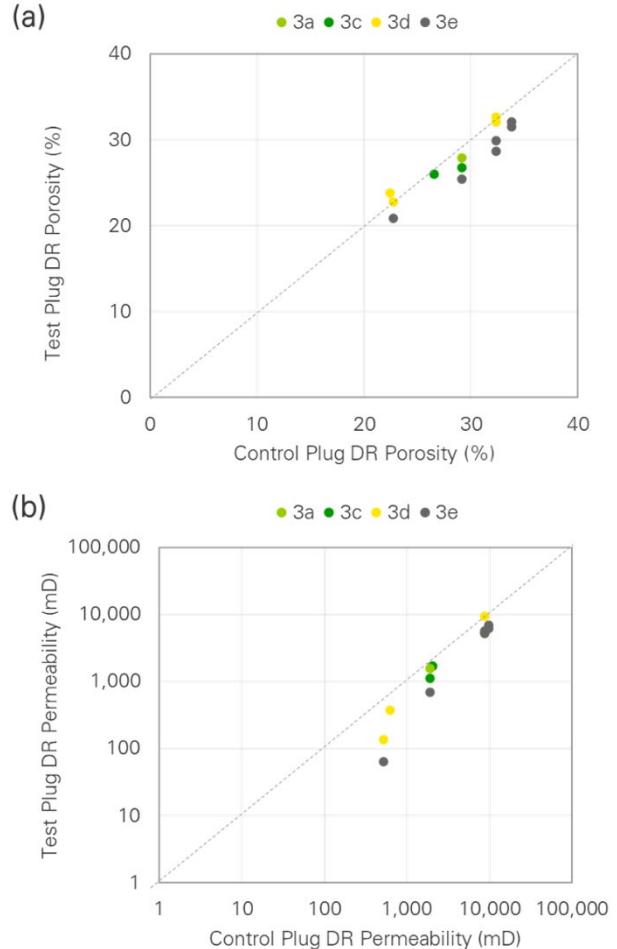 (a)
3a 3c 3d 3e
40
30
20
10
0
0 10 20 30 40
Test Plug DR Porosity (%)
Control Plug DR Porosity (%)
(b)
3a 3c 3d 3e
100,000
10,000
1,000
100
10
1
1 10 100 1,000 10,000 100,000
Test Plug DR Permeability (mD)
Control Plug DR Permeability (mD)